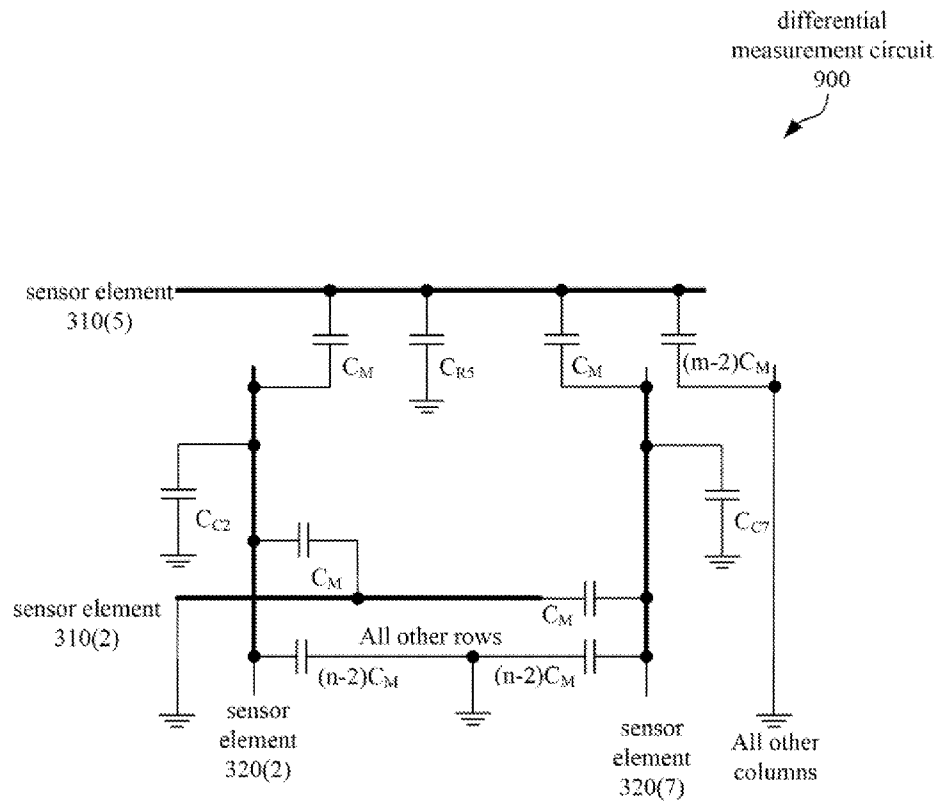 differential
measurement circuit
900
sensor element
310(5)
C_M
C_R5
C_M
(m-2)C_M
C_C2
C_C7
C_M
sensor element
310(2)
C_M
All other rows
(n-2)C_M
(n-2)C_M
sensor
element
320(2)
sensor
element
320(7)
All other
columns